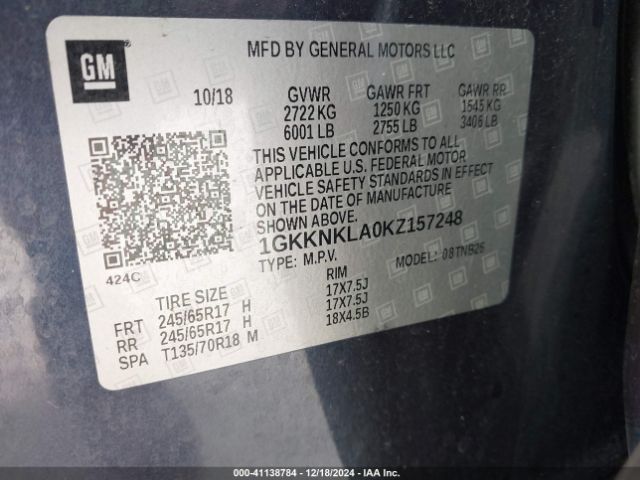 GM
MFD BY GENERAL MOTORS LLC
10/18
GVWR GAWR FRT GAWR RR
2722 KG 1250 KG 1545 KG
6001 LB 2755 LB 3406 LB
THIS VEHICLE CONFORMS TO ALL
APPLICABLE U.S. FEDERAL MOTOR
VEHICLE SAFETY STANDARDS IN EFFECT
ON THE DATE OF MANUFACTURE
SHOWN ABOVE.
1GKKNKLA0KZ157248
TYPE: M.P.V. MODEL: 08TNB26
424C
TIRE SIZE RIM
FRT 245/65R17 H 17X7.5J
RR 245/65R17 H 17X7.5J
SPA T135/70R18 M 18X4.5B
000-41138784 — 12/18/2024 — IAA Inc.